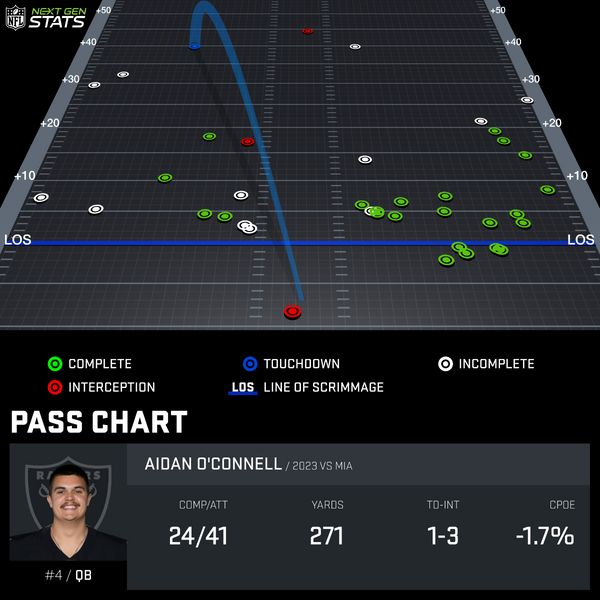 NFL NEXT GEN
STATS
+50 +50
+40 +40
+30 +30
+20 +20
+10 +10
LOS LOS
COMPLETE TOUCHDOWN INCOMPLETE
INTERCEPTION LOS LINE OF SCRIMMAGE
PASS CHART
RAIDERS
AIDAN O'CONNELL / 2023 VS MIA
COMP/ATT YARDS TD-INT CPOE
24/41 271 1-3 -1.7%
#4 / QB